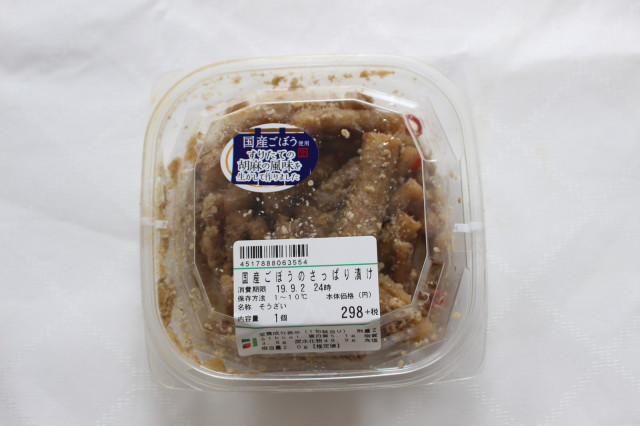 国産ごぼう使用
すりたての
胡麻の風味を
生かして作りました
4517888063554
国産ごぼうのさっぱり漬け
消費期限 19.9.2 24時
保存方法 1～10℃ 本体価格(円)
名称 そうざい
内容量 1個 298+税